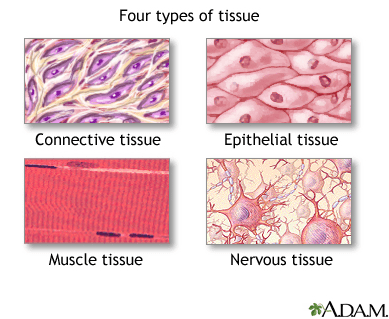 Four types of tissue
Connective tissue
Epithelial tissue
Muscle tissue
Nervous tissue
A.D.A.M.